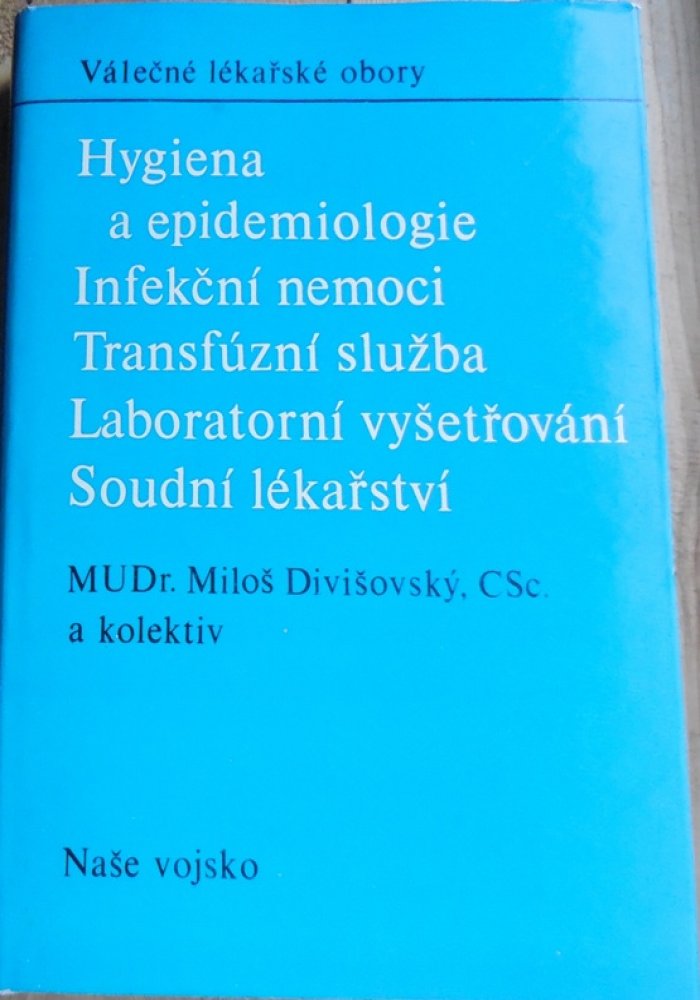 Válečné lékařské obory
Hygiena
a epidemiologie
Infekční nemoci
Transfúzní služba
Laboratorní vyšetřování
Soudní lékařství
MUDr. Miloš Divišovský, CSc.
a kolektiv
Naše vojsko